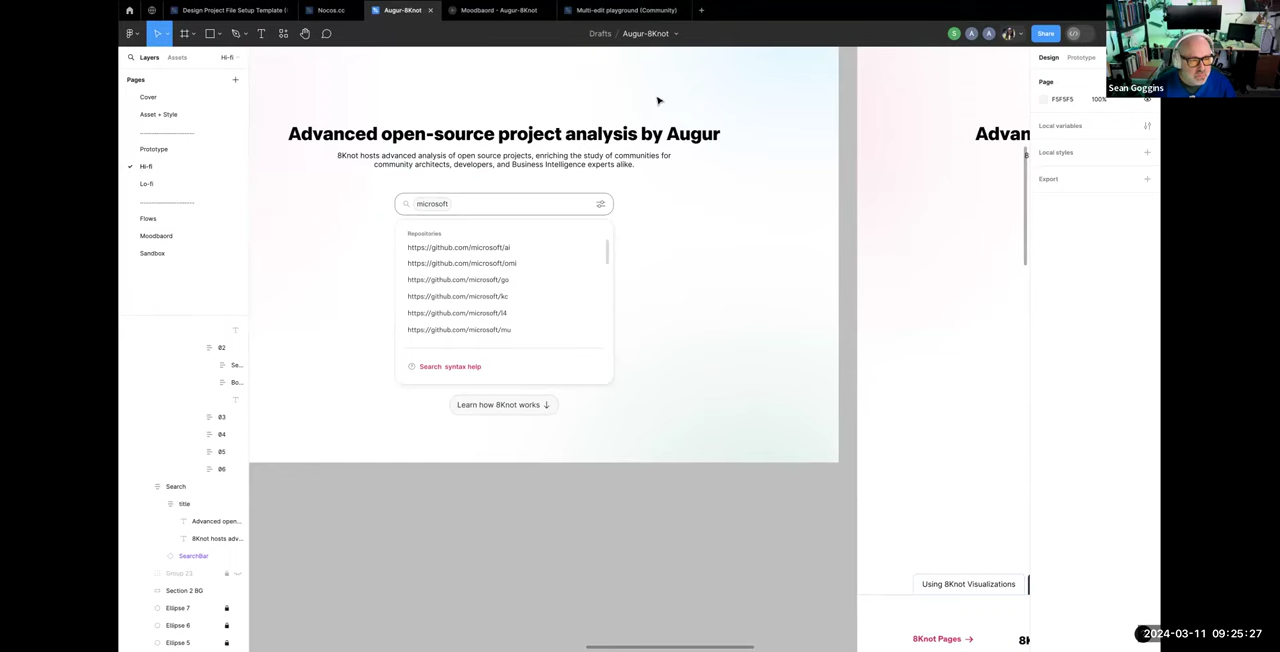 Design Project File Setup Template (
Nocos.cc
Augur-8Knot
Moodbaord - Augur-8Knot
Multi-edit playground (Community)
Drafts / Augur-8Knot
S A A
Share
Layers Assets Hi-fi
Design Prototype
Sean Goggins
Pages
Cover
Asset + Style
Prototype
Hi-fi
Lo-fi
Flows
Moodbaord
Sandbox
02
Se...
Bo...
03
04
05
06
Search
title
Advanced open...
8Knot hosts adv...
SearchBar
Group 23
Section 2 BG
Ellipse 7
Ellipse 6
Ellipse 5
Advanced open-source project analysis by Augur
8Knot hosts advanced analysis of open source projects, enriching the study of communities for
community architects, developers, and Business Intelligence experts alike.
microsoft
Repositories
https://github.com/microsoft/ai
https://github.com/microsoft/omi
https://github.com/microsoft/go
https://github.com/microsoft/kc
https://github.com/microsoft/l4
https://github.com/microsoft/mu
Search syntax help
Learn how 8Knot works
Advan
8
Using 8Knot Visualizations
8Knot Pages →
8K
Page
F5F5F5 100%
Local variables
Local styles
Export
2024-03-11 09:25:27